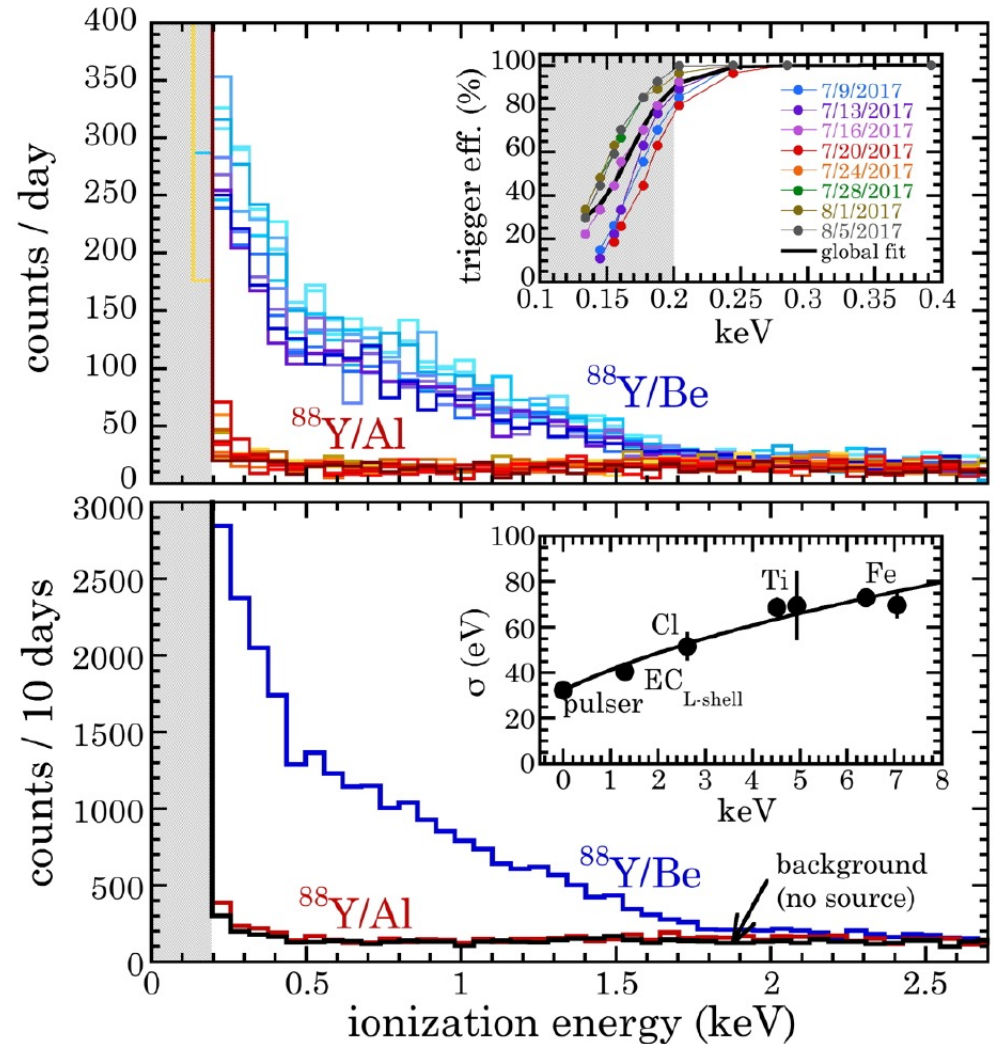 400
350
300
250
200
150
100
50
0
counts / day
⁸⁸Y/Al
⁸⁸Y/Be
100
80
60
40
20
0
trigger eff. (%)
7/9/2017
7/13/2017
7/16/2017
7/20/2017
7/24/2017
7/28/2017
8/1/2017
8/5/2017
global fit
0.1 0.15 0.2 0.25 0.3 0.35 0.4
keV
3000
2500
2000
1500
1000
500
0
counts / 10 days
⁸⁸Y/Al
⁸⁸Y/Be
background
(no source)
100
80
60
40
20
0
σ (eV)
pulser
EC L-shell
Cl
Ti
Fe
0 1 2 3 4 5 6 7 8
keV
0 0.5 1 1.5 2 2.5
ionization energy (keV)